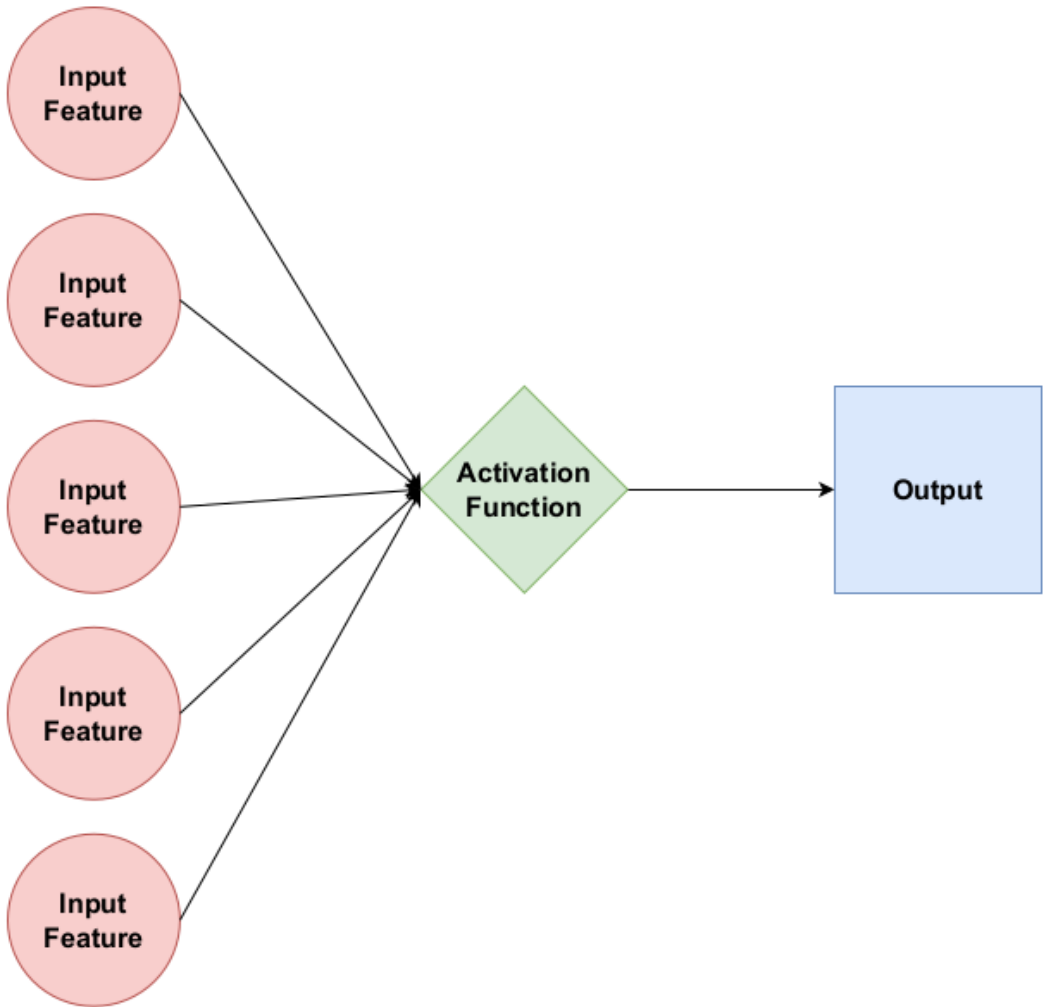 Input
Feature
Input
Feature
Input
Feature
Activation
Function
Output
Input
Feature
Input
Feature